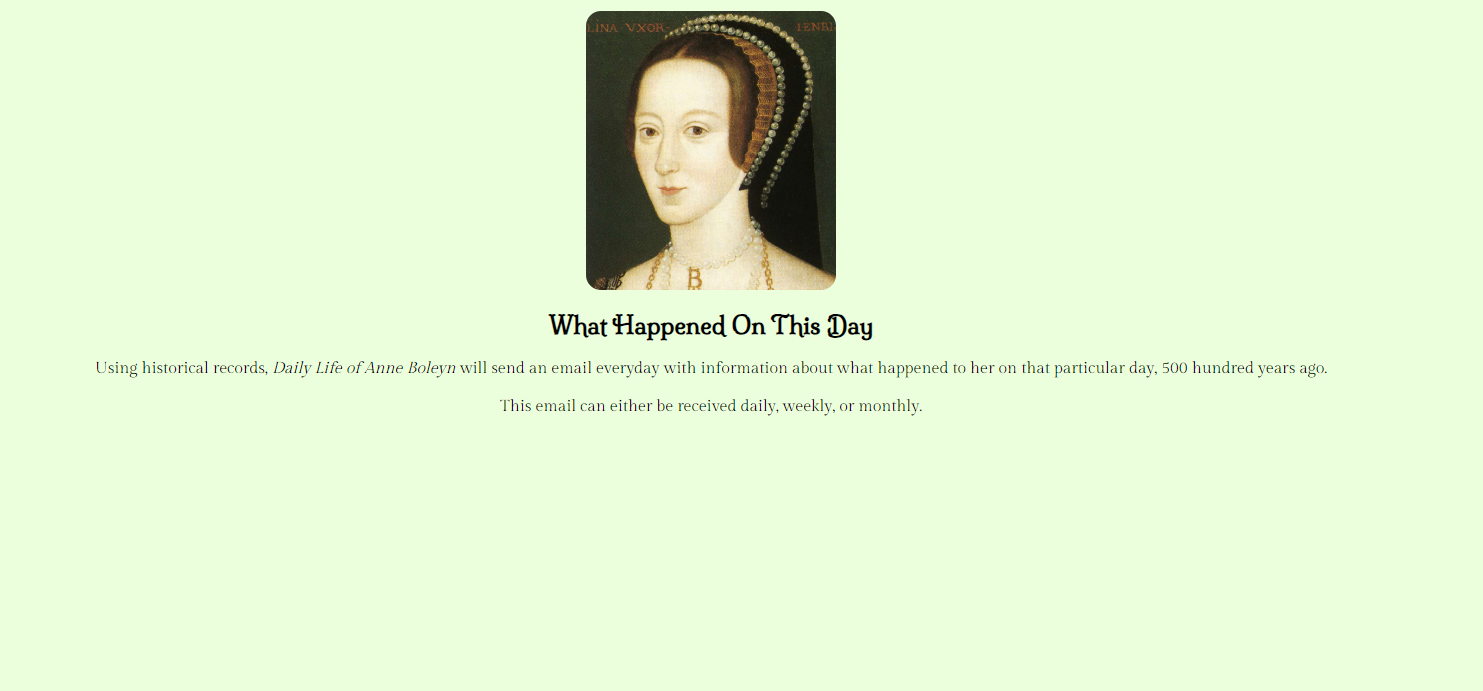 LINA VXOR- HENRI
What Happened On This Day
Using historical records, Daily Life of Anne Boleyn will send an email everyday with information about what happened to her on that particular day, 500 hundred years ago.
This email can either be received daily, weekly, or monthly.
B